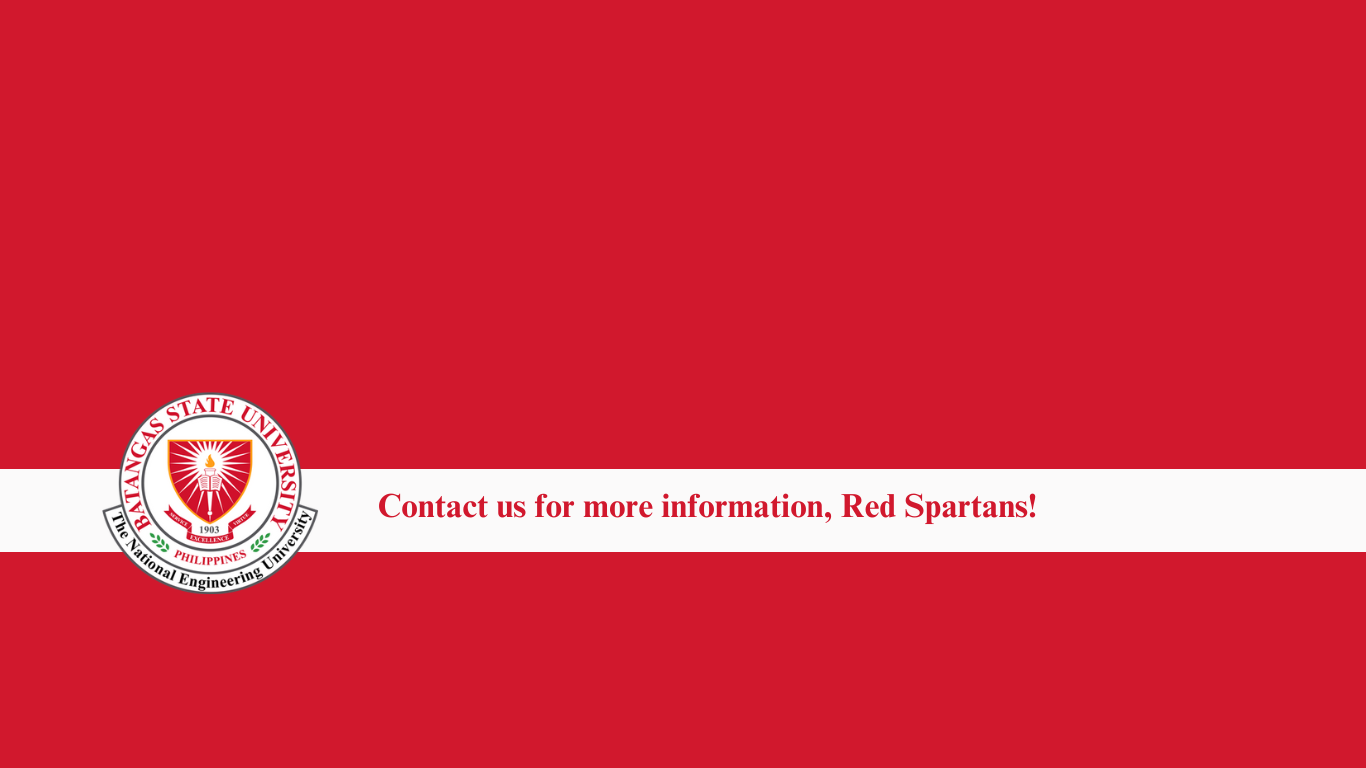 BATANGAS STATE UNIVERSITY
SERVICE
VIRTUE
1903
EXCELLENCE
PHILIPPINES
The National Engineering University
Contact us for more information, Red Spartans!